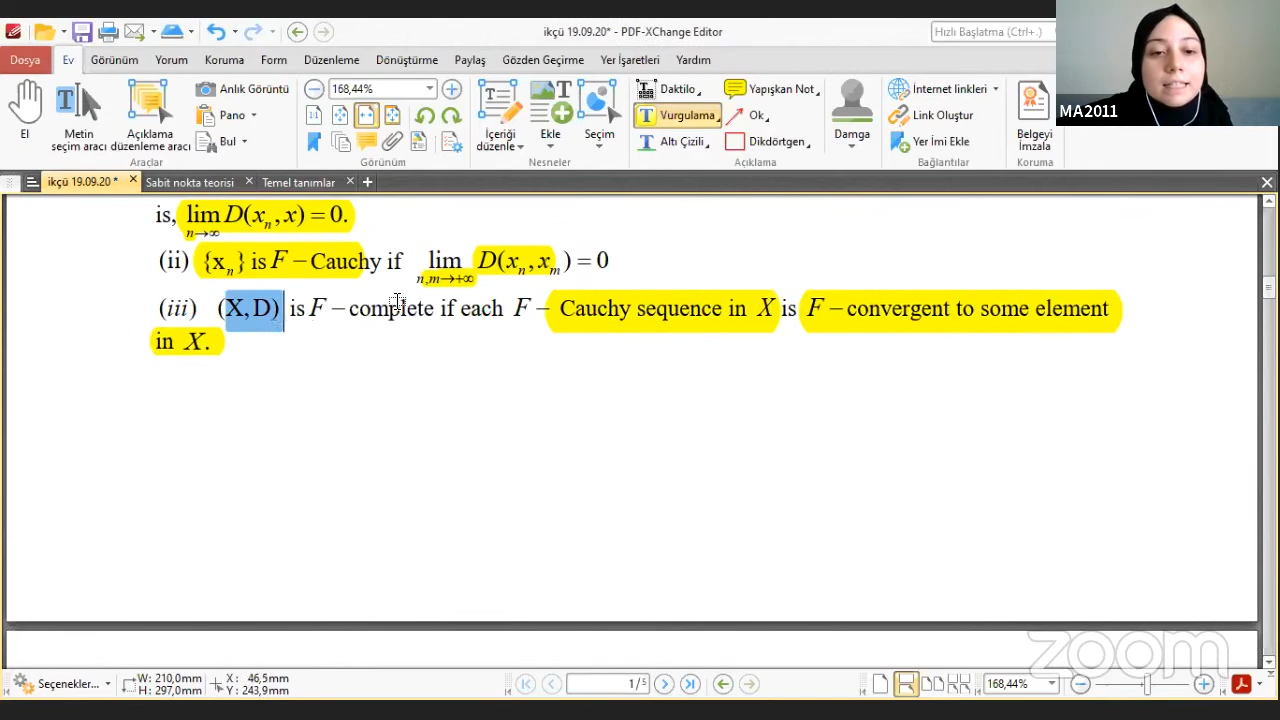 ikçü 19.09.20* - PDF-XChange Editor
Hızlı Başlatma (Ctrl+.)
Dosya Ev Görünüm Yorum Koruma Form Düzenleme Dönüştürme Paylaş Gözden Geçirme Yer İşaretleri Yardım
El
Metin seçim aracı
Açıklama düzenleme aracı
Anlık Görüntü
Pano
Bul
Araçlar
168,44%
Görünüm
İçeriği düzenle
Ekle
Seçim
Nesneler
Daktilo
Vurgulama
Altı Çizili
Yapışkan Not
Ok
Dikdörtgen
Damga
Açıklama
İnternet linkleri
Link Oluştur
Yer İmi Ekle
Bağlantılar
Belgeyi İmzala
Koruma
MA2011
ikçü 19.09.20 * Sabit nokta teorisi Temel tanımlar
is, lim D(xn, x) = 0.
n→∞
(ii) {xn} is F − Cauchy if lim D(xn, xm) = 0
n,m→+∞
(iii) (X, D) is F − complete if each F − Cauchy sequence in X is F − convergent to some element
in X.
zoom
Seçenekler...
W: 210,0mm
H: 297,0mm
X: 46,5mm
Y: 243,9mm
1/5
168,44%